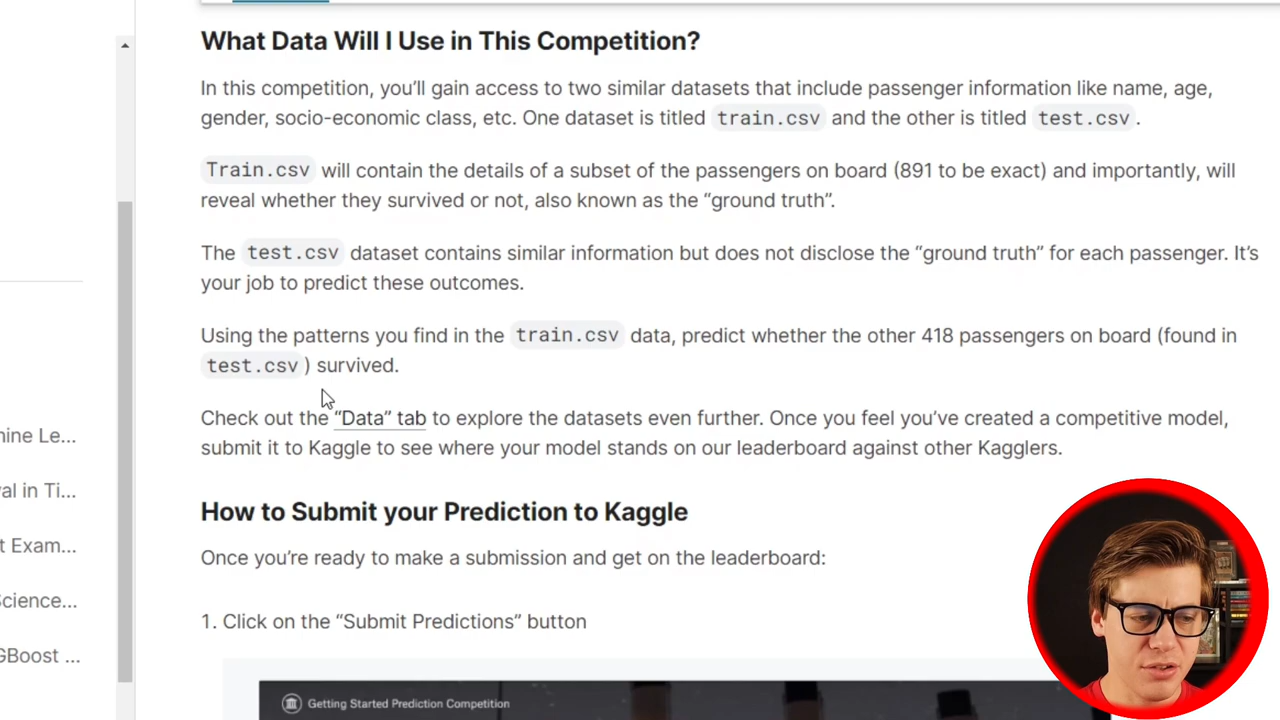 What Data Will I Use in This Competition?
In this competition, you'll gain access to two similar datasets that include passenger information like name, age,
gender, socio-economic class, etc. One dataset is titled train.csv and the other is titled test.csv.
Train.csv will contain the details of a subset of the passengers on board (891 to be exact) and importantly, will
reveal whether they survived or not, also known as the “ground truth”.
The test.csv dataset contains similar information but does not disclose the “ground truth” for each passenger. It's
your job to predict these outcomes.
Using the patterns you find in the train.csv data, predict whether the other 418 passengers on board (found in
test.csv) survived.
Check out the “Data” tab to explore the datasets even further. Once you feel you've created a competitive model,
submit it to Kaggle to see where your model stands on our leaderboard against other Kagglers.
How to Submit your Prediction to Kaggle
Once you're ready to make a submission and get on the leaderboard:
1. Click on the “Submit Predictions” button
Getting Started Prediction Competition
nine Le...
val in Ti...
t Exam...
Science...
GBoost ...